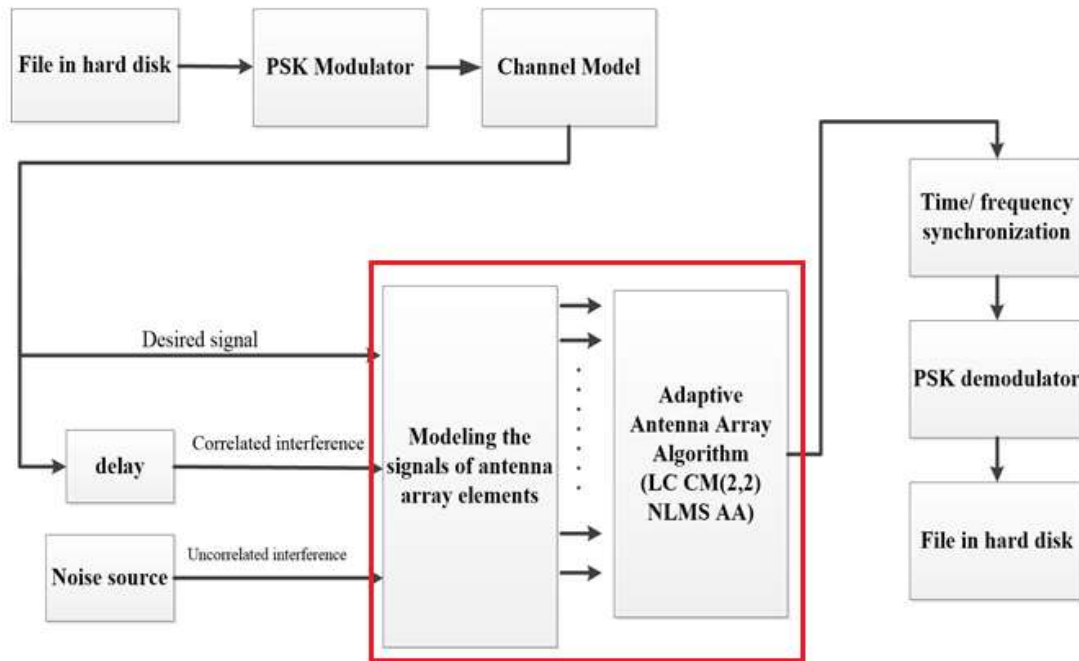 File in hard disk
PSK Modulator
Channel Model
Time/ frequency
synchronization
Desired signal
PSK demodulator
Correlated interference
delay
Modeling the
signals of antenna
array elements
Adaptive
Antenna Array
Algorithm
(LC CM(2,2)
NLMS AA)
Uncorrelated interference
Noise source
File in hard disk